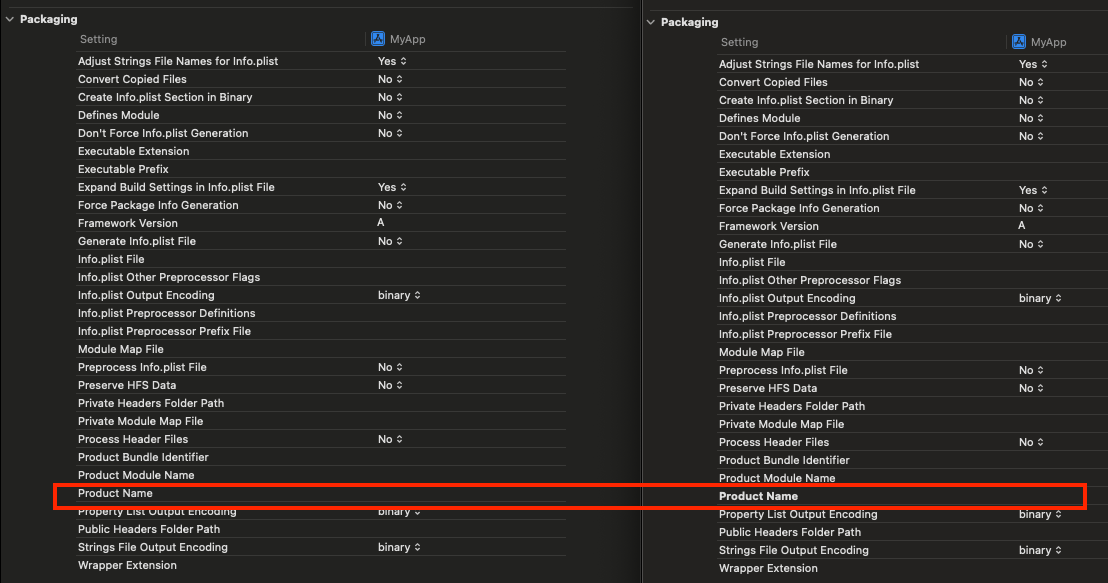 Packaging
Setting MyApp
Adjust Strings File Names for Info.plist Yes
Convert Copied Files No
Create Info.plist Section in Binary No
Defines Module No
Don't Force Info.plist Generation No
Executable Extension
Executable Prefix
Expand Build Settings in Info.plist File Yes
Force Package Info Generation No
Framework Version A
Generate Info.plist File No
Info.plist File
Info.plist Other Preprocessor Flags
Info.plist Output Encoding binary
Info.plist Preprocessor Definitions
Info.plist Preprocessor Prefix File
Module Map File
Preprocess Info.plist File No
Preserve HFS Data No
Private Headers Folder Path
Private Module Map File
Process Header Files No
Product Bundle Identifier
Product Module Name
Product Name
Property List Output Encoding binary
Public Headers Folder Path
Strings File Output Encoding binary
Wrapper Extension
Packaging
Setting MyApp
Adjust Strings File Names for Info.plist Yes
Convert Copied Files No
Create Info.plist Section in Binary No
Defines Module No
Don't Force Info.plist Generation No
Executable Extension
Executable Prefix
Expand Build Settings in Info.plist File Yes
Force Package Info Generation No
Framework Version A
Generate Info.plist File No
Info.plist File
Info.plist Other Preprocessor Flags
Info.plist Output Encoding binary
Info.plist Preprocessor Definitions
Info.plist Preprocessor Prefix File
Module Map File
Preprocess Info.plist File No
Preserve HFS Data No
Private Headers Folder Path
Private Module Map File
Process Header Files No
Product Bundle Identifier
Product Module Name
Product Name
Property List Output Encoding binary
Public Headers Folder Path
Strings File Output Encoding binary
Wrapper Extension